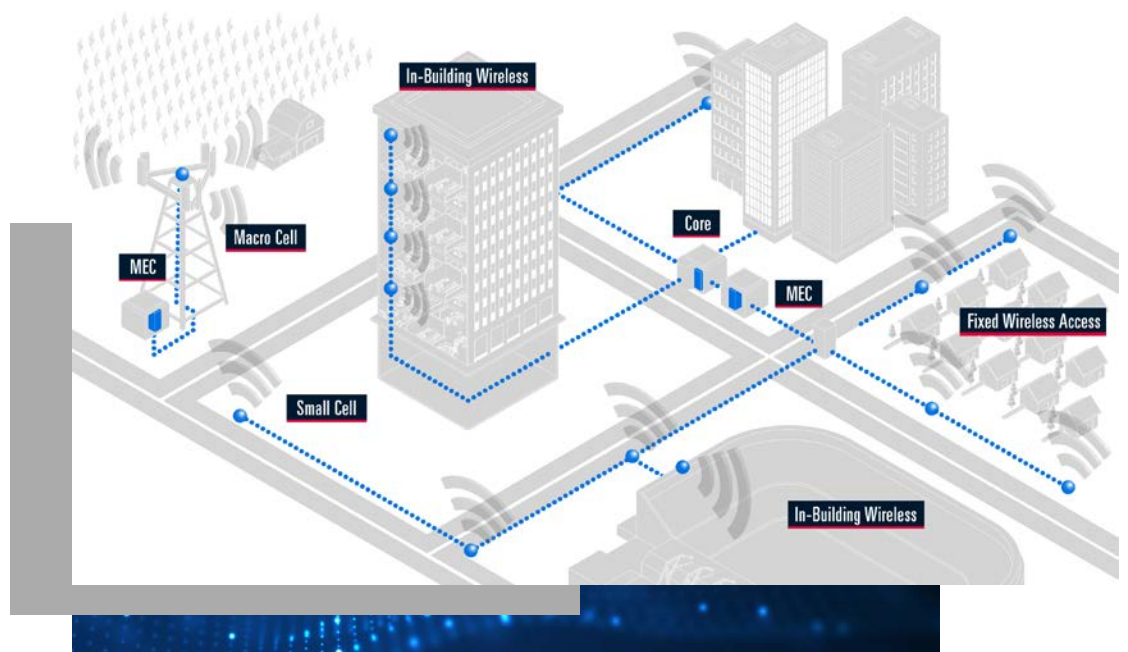 In-Building Wireless
Core
Macro Cell
MEC
MEC
Fixed Wireless Access
Small Cell
In-Building Wireless